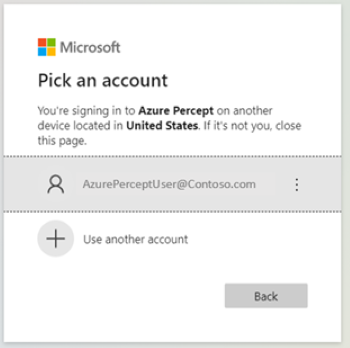 Microsoft
Pick an account
You're signing in to Azure Percept on another
device located in United States. If it's not you, close
this page.
AzurePerceptUser@Contoso.com
Use another account
Back